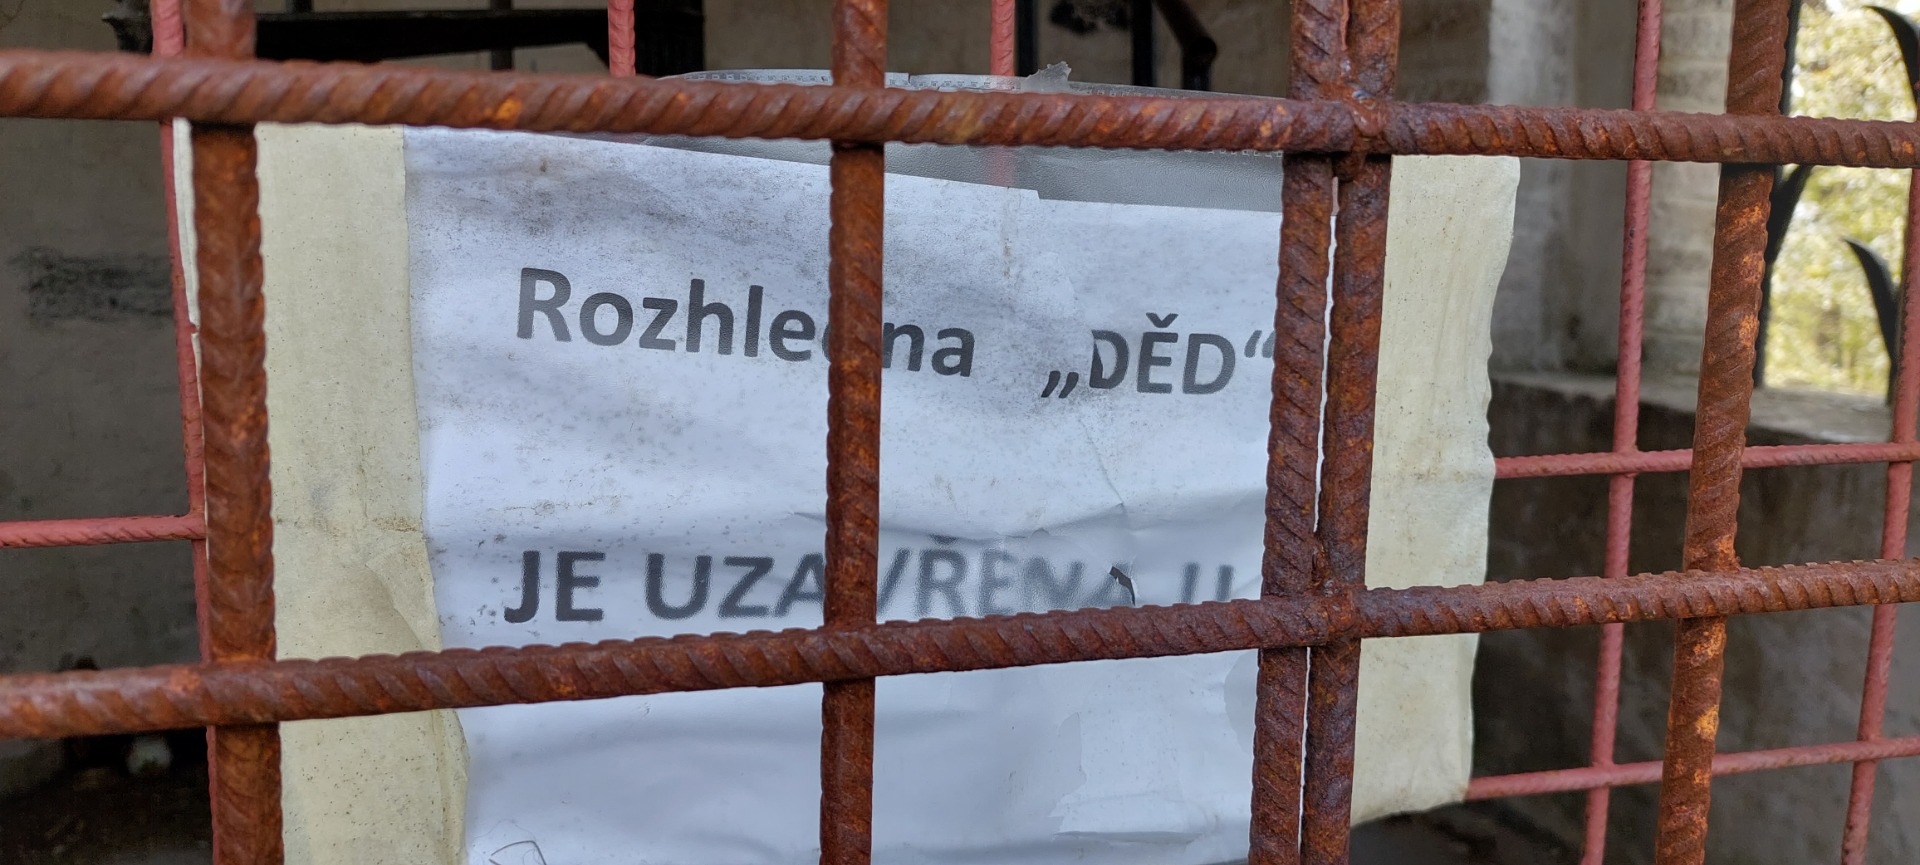 Rozhledna „DĚD“
JE UZAVŘENA !!